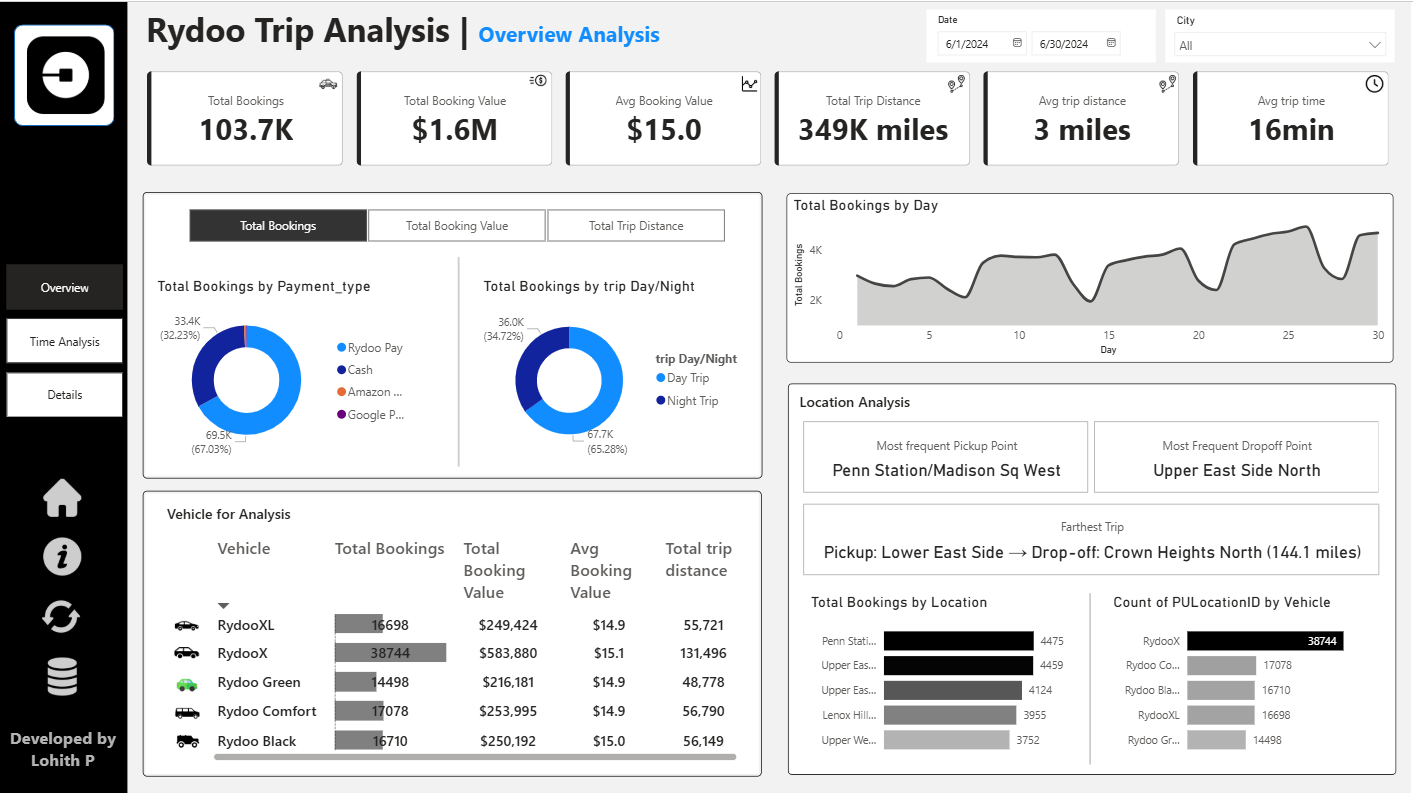 Rydoo Trip Analysis | Overview Analysis
Date
6/1/2024
6/30/2024
City
All
Total Bookings
103.7K
Total Booking Value
$1.6M
Avg Booking Value
$15.0
Total Trip Distance
349K miles
Avg trip distance
3 miles
Avg trip time
16min
Overview
Time Analysis
Details
Developed by
Lohith P
Total Bookings
Total Booking Value
Total Trip Distance
Total Bookings by Payment_type
33.4K
(32.23%)
69.5K
(67.03%)
Rydoo Pay
Cash
Amazon ...
Google P...
Total Bookings by trip Day/Night
36.0K
(34.72%)
67.7K
(65.28%)
trip Day/Night
Day Trip
Night Trip
Total Bookings by Day
Total Bookings
4K
2K
0 5 10 15 20 25 30
Day
Vehicle for Analysis
Vehicle Total Bookings Total Booking Value Avg Booking Value Total trip distance
RydooXL 16698 $249,424 $14.9 55,721
RydooX 38744 $583,880 $15.1 131,496
Rydoo Green 14498 $216,181 $14.9 48,778
Rydoo Comfort 17078 $253,995 $14.9 56,790
Rydoo Black 16710 $250,192 $15.0 56,149
Location Analysis
Most frequent Pickup Point
Penn Station/Madison Sq West
Most Frequent Dropoff Point
Upper East Side North
Farthest Trip
Pickup: Lower East Side → Drop-off: Crown Heights North (144.1 miles)
Total Bookings by Location
Penn Stati... 4475
Upper Eas... 4459
Upper Eas... 4124
Lenox Hill... 3955
Upper We... 3752
Count of PULocationID by Vehicle
RydooX 38744
Rydoo Co... 17078
Rydoo Bla... 16710
RydooXL 16698
Rydoo Gr... 14498